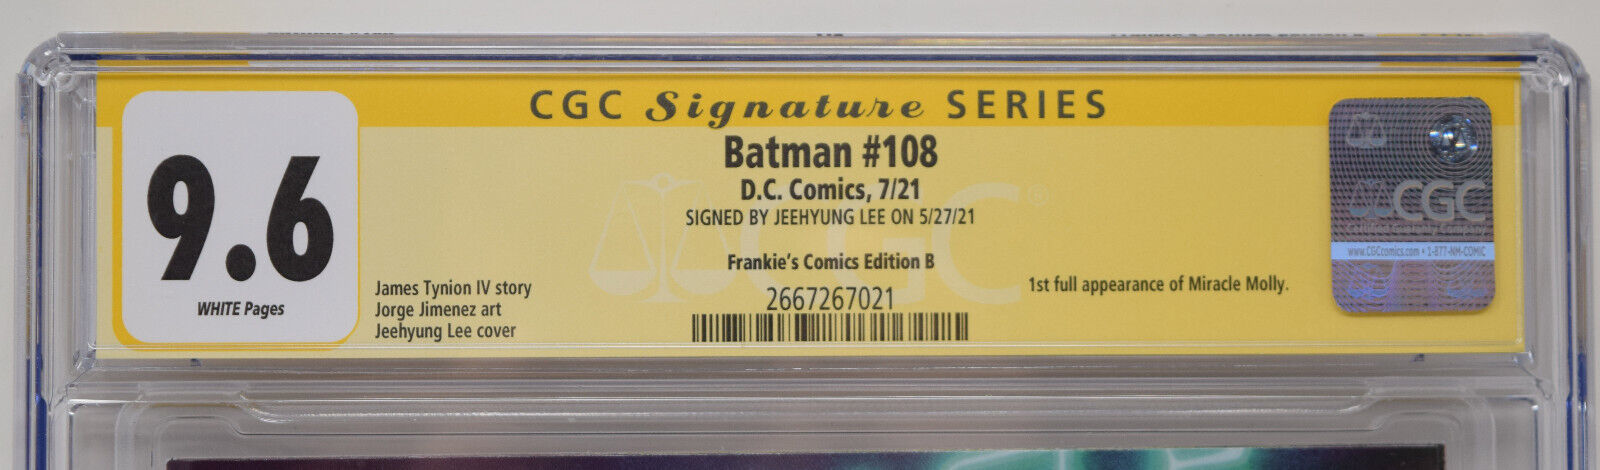 CGC Signature SERIES
9.6
WHITE Pages
Batman #108
D.C. Comics, 7/21
SIGNED BY JEEHYUNG LEE ON 5/27/21
Frankie's Comics Edition B
2667267021
James Tynion IV story
Jorge Jimenez art
Jeehyung Lee cover
1st full appearance of Miracle Molly.
CGC
CGC
www.CGCcomics.com • 1-877-NM-COMIC